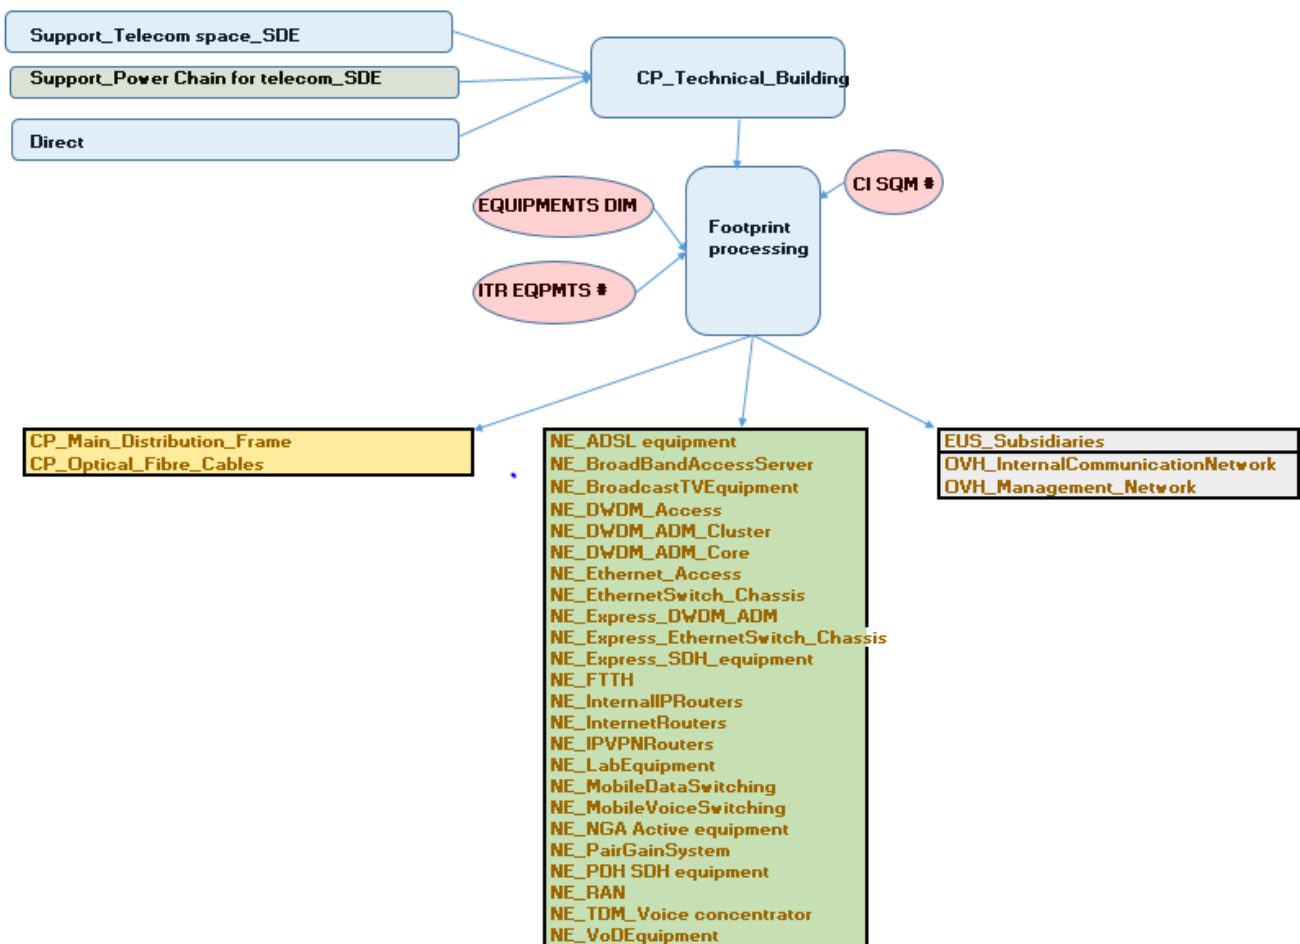 Support_Telecom space_SDE
Support_Power Chain for telecom_SDE
Direct
CP_Technical_Building
CI SQM #
EQUIPMENTS DIM
Footprint
processing
ITR EQPMTS #
CP_Main_Distribution_Frame
CP_Optical_Fibre_Cables
NE_ADSL equipment
NE_BroadBandAccessServer
NE_BroadcastTVEquipment
NE_DWDM_Access
NE_DWDM_ADM_Cluster
NE_DWDM_ADM_Core
NE_Ethernet_Access
NE_EthernetSwitch_Chassis
NE_Express_DWDM_ADM
NE_Express_EthernetSwitch_Chassis
NE_Express_SDH_equipment
NE_FTTH
NE_InternalIPRouters
NE_InternetRouters
NE_IPVPNRouters
NE_LabEquipment
NE_MobileDataSwitching
NE_MobileVoiceSwitching
NE_NGA Active equipment
NE_PairGainSystem
NE_PDH SDH equipment
NE_RAN
NE_TDM_Voice concentrator
NE_VoDEquipment
EUS_Subsidiaries
OVH_InternalCommunicationNetwork
OVH_Management_Network